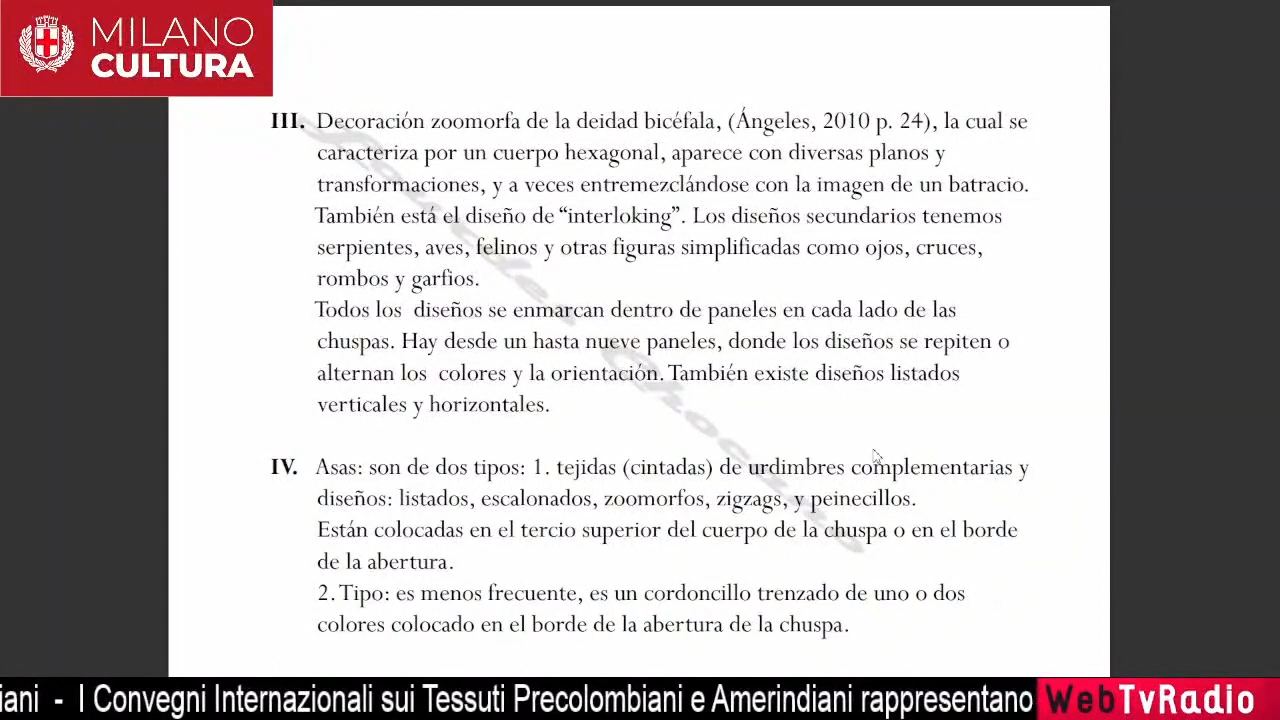 MILANO
CULTURA
III. Decoración zoomorfa de la deidad bicéfala, (Ángeles, 2010 p. 24), la cual se
caracteriza por un cuerpo hexagonal, aparece con diversas planos y
transformaciones, y a veces entremezclándose con la imagen de un batracio.
También está el diseño de “interloking”. Los diseños secundarios tenemos
serpientes, aves, felinos y otras figuras simplificadas como ojos, cruces,
rombos y garfios.
Todos los diseños se enmarcan dentro de paneles en cada lado de las
chuspas. Hay desde un hasta nueve paneles, donde los diseños se repiten o
alternan los colores y la orientación. También existe diseños listados
verticales y horizontales.
IV. Asas: son de dos tipos: 1. tejidas (cintadas) de urdimbres complementarias y
diseños: listados, escalonados, zoomorfos, zigzags, y peinecillos.
Están colocadas en el tercio superior del cuerpo de la chuspa o en el borde
de la abertura.
2. Tipo: es menos frecuente, es un cordoncillo trenzado de uno o dos
colores colocado en el borde de la abertura de la chuspa.
iani - I Convegni Internazionali sui Tessuti Precolombiani e Amerindiani rappresentano
WebTvRadio